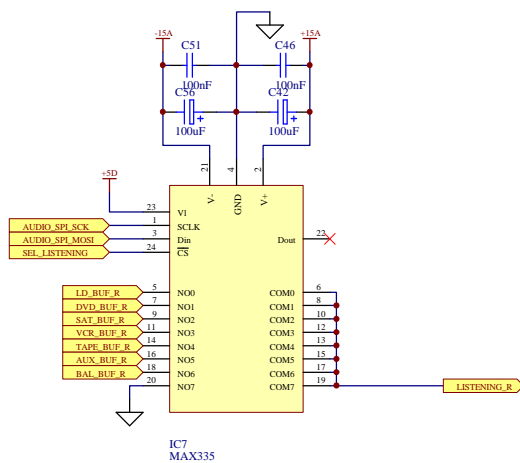 -15A +15A
C51 C46
100nF 100nF
C56 C42
100uF 100uF
+5D
21 4 2
V- GND V+
23 Vl
AUDIO_SPI_SCK 1 SCLK
AUDIO_SPI_MOSI 3 Din Dout 22
SEL_LISTENING 24 CS
LD_BUF_R 5 NO0 COM0 6
DVD_BUF_R 7 NO1 COM1 8
SAT_BUF_R 9 NO2 COM2 10
VCR_BUF_R 11 NO3 COM3 12
TAPE_BUF_R 14 NO4 COM4 13
AUX_BUF_R 16 NO5 COM5 15
BAL_BUF_R 18 NO6 COM6 17
20 NO7 COM7 19 LISTENING_R
IC7
MAX335